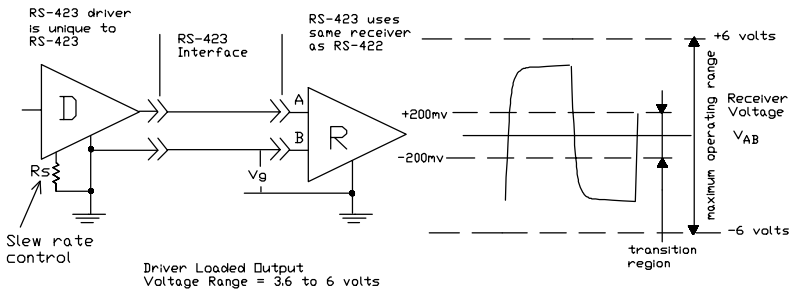 RS-423 driver
is unique to
RS-423
RS-423
Interface
RS-423 uses
same receiver
as RS-422
D
A
B
R
Rs
Vg
Slew rate
control
Driver Loaded Output
Voltage Range = 3.6 to 6 volts
+6 volts
+200mv
-200mv
-6 volts
maximum operating range
Receiver
Voltage
VAB
transition
region